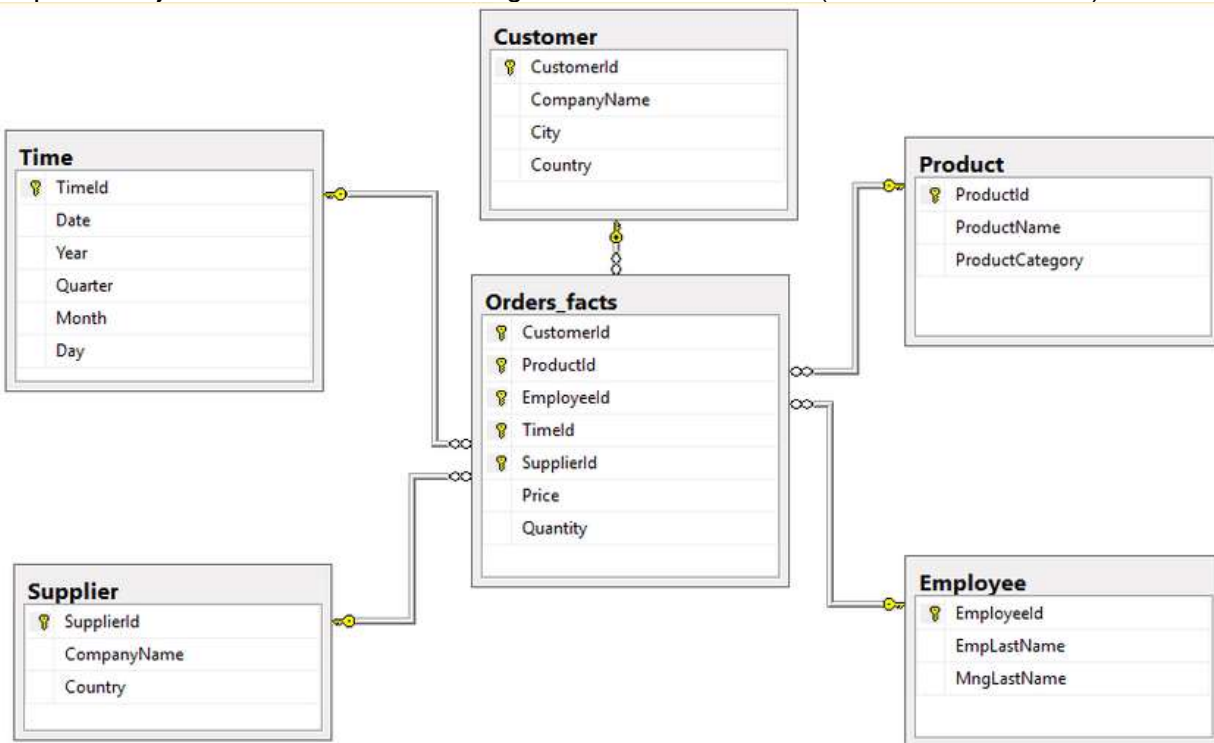 Customer
CustomerId
CompanyName
City
Country
Time
TimeId
Date
Year
Quarter
Month
Day
Product
ProductId
ProductName
ProductCategory
Orders_facts
CustomerId
ProductId
EmployeeId
TimeId
SupplierId
Price
Quantity
Supplier
SupplierId
CompanyName
Country
Employee
EmployeeId
EmpLastName
MngLastName